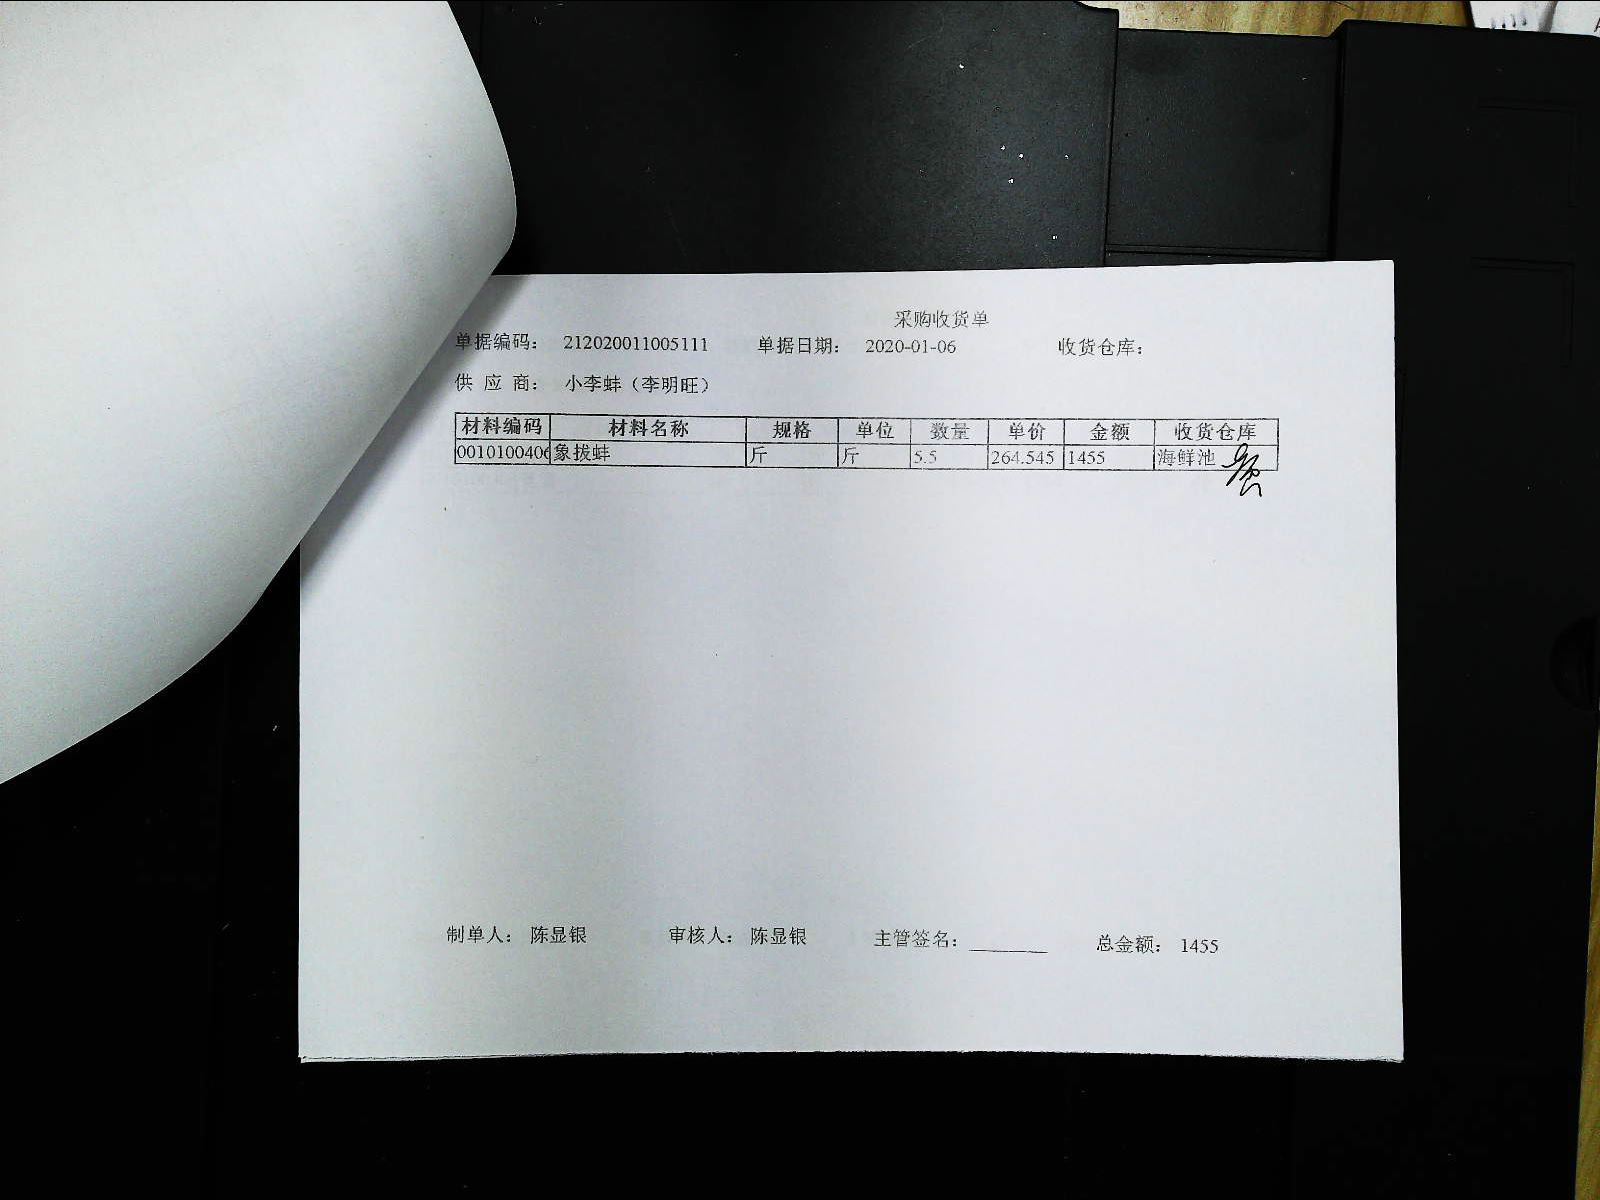 采购收货单
单据编码： 212020011005111 单据日期： 2020-01-06 收货仓库：
供 应 商： 小李蚌（李明旺）
材料编码 材料名称 规格 单位 数量 单价 金额 收货仓库
0010100406 象拔蚌 斤 斤 5.5 264.545 1455 海鲜池
制单人： 陈显银 审核人： 陈显银 主管签名： 总金额： 1455